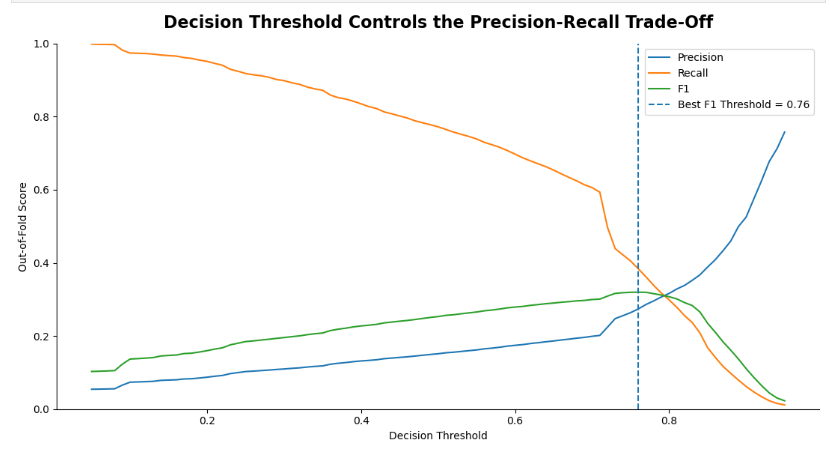 Decision Threshold Controls the Precision-Recall Trade-Off
1.0
0.8
0.6
0.4
0.2
0.0
Out-of-Fold Score
Precision
Recall
F1
Best F1 Threshold = 0.76
0.2
0.4
0.6
0.8
Decision Threshold